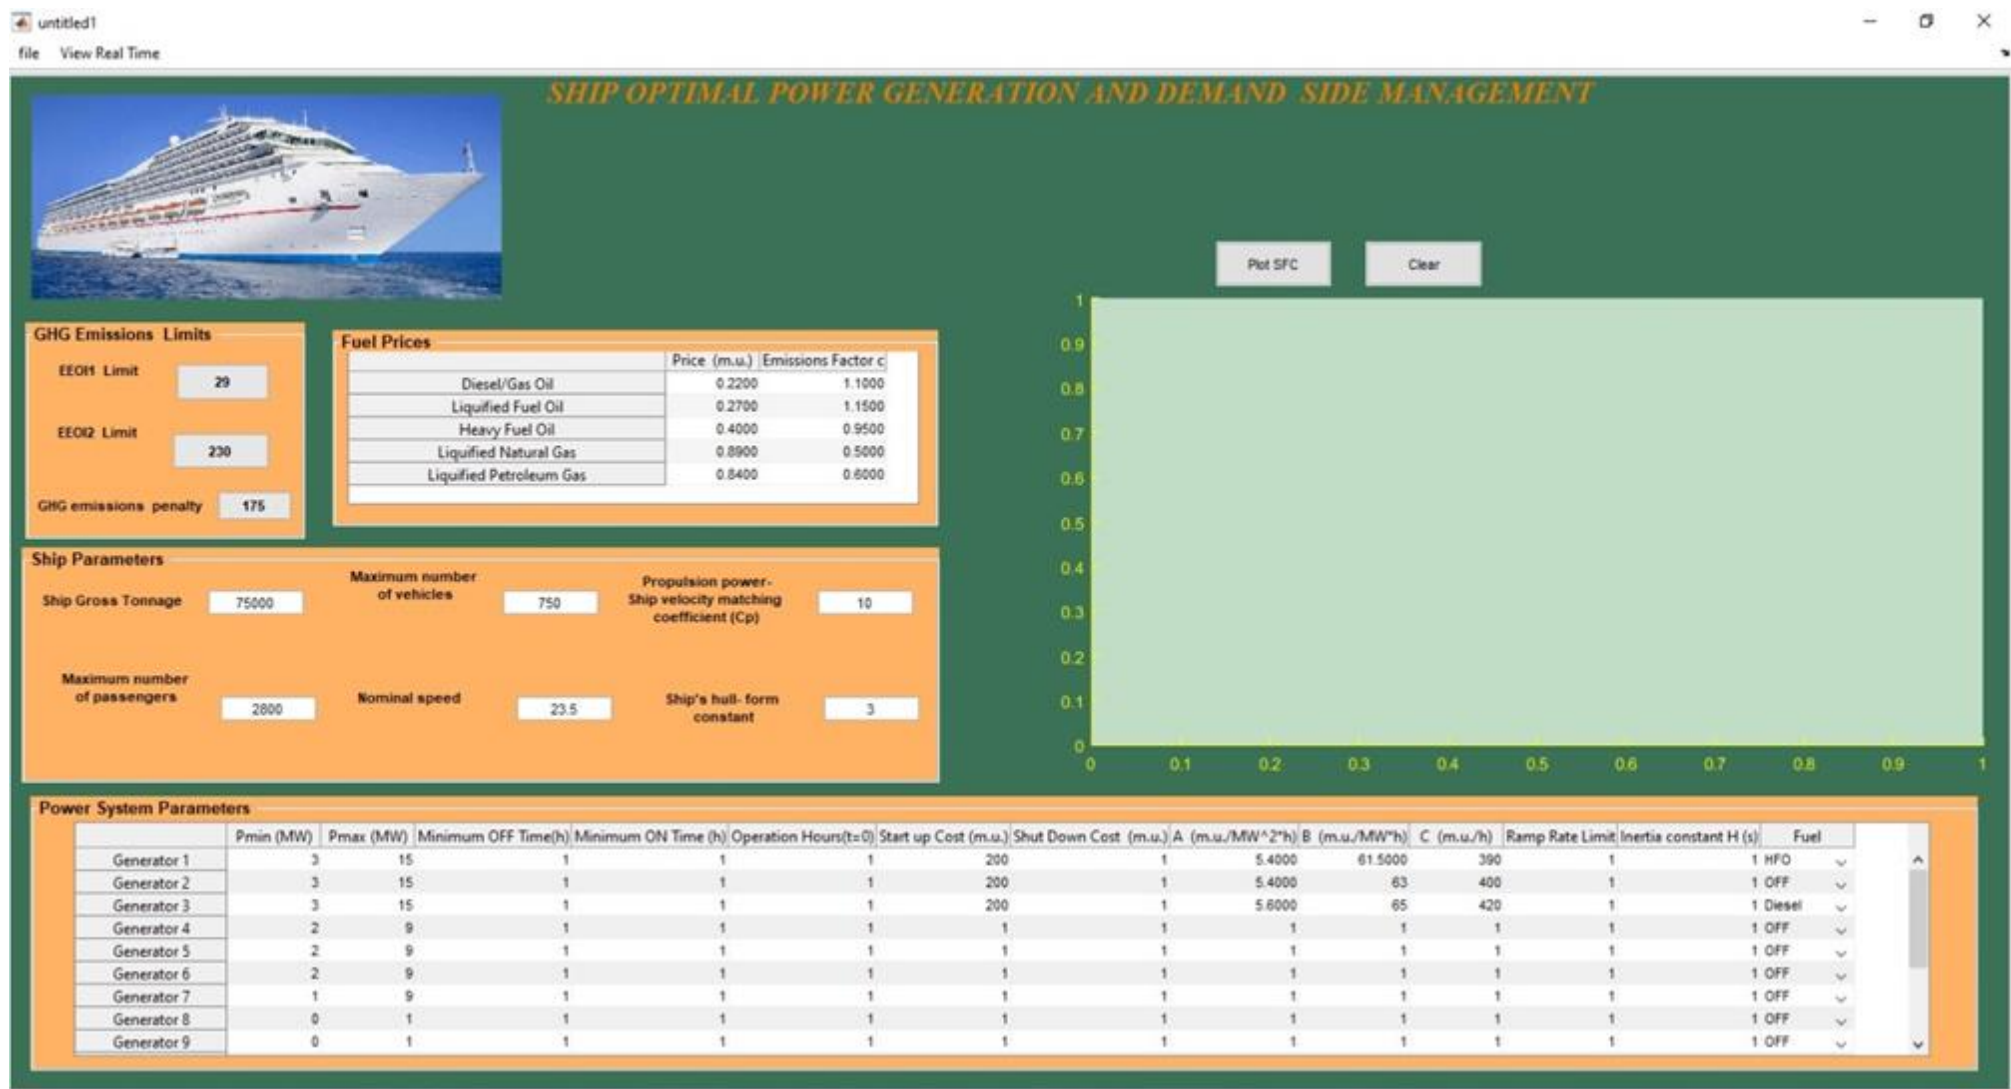 untitled1
file View Real Time
SHIP OPTIMAL POWER GENERATION AND DEMAND SIDE MANAGEMENT
Plot SFC Clear
GHG Emissions Limits
EEOI1 Limit 29
EEOI2 Limit 230
GHG emissions penalty 175
Fuel Prices
Price (m.u.) Emissions Factor c
Diesel/Gas Oil 0.2200 1.1000
Liquified Fuel Oil 0.2700 1.1500
Heavy Fuel Oil 0.4000 0.9500
Liquified Natural Gas 0.8900 0.5000
Liquified Petroleum Gas 0.8400 0.6000
1
0.9
0.8
0.7
0.6
0.5
0.4
0.3
0.2
0.1
0
0 0.1 0.2 0.3 0.4 0.5 0.6 0.7 0.8 0.9 1
Ship Parameters
Ship Gross Tonnage 75000
Maximum number
of vehicles 750
Propulsion power-
Ship velocity matching
coefficient (Cp) 10
Maximum number
of passengers 2800
Nominal speed 23.5
Ship's hull- form
constant 3
Power System Parameters
Pmin (MW) Pmax (MW) Minimum OFF Time(h) Minimum ON Time (h) Operation Hours(t=0) Start up Cost (m.u.) Shut Down Cost (m.u.) A (m.u./MW^2*h) B (m.u./MW*h) C (m.u./h) Ramp Rate Limit Inertia constant H (s) Fuel
Generator 1 3 15 1 1 1 200 1 5.4000 61.5000 390 1 1 HFO
Generator 2 3 15 1 1 1 200 1 5.4000 63 400 1 1 OFF
Generator 3 3 15 1 1 1 200 1 5.6000 65 420 1 1 Diesel
Generator 4 2 9 1 1 1 1 1 1 1 1 1 1 OFF
Generator 5 2 9 1 1 1 1 1 1 1 1 1 1 OFF
Generator 6 2 9 1 1 1 1 1 1 1 1 1 1 OFF
Generator 7 1 9 1 1 1 1 1 1 1 1 1 1 OFF
Generator 8 0 1 1 1 1 1 1 1 1 1 1 1 OFF
Generator 9 0 1 1 1 1 1 1 1 1 1 1 1 OFF